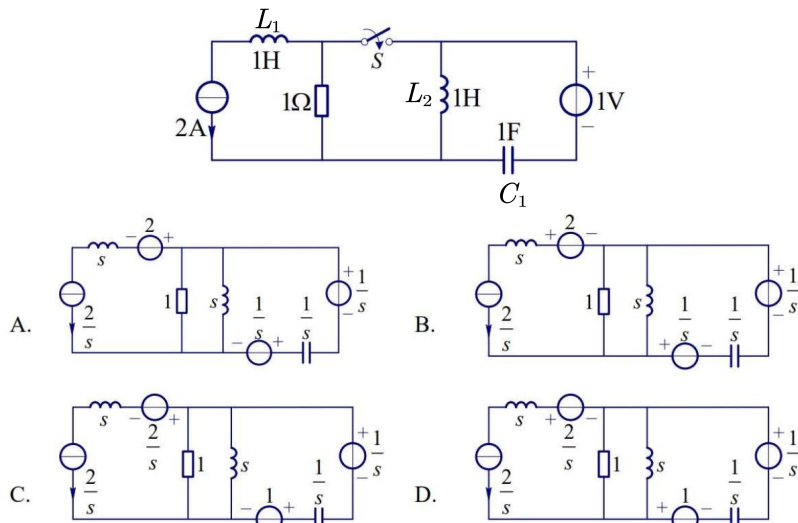 L₁
1H
S
1Ω
L₂ 1H
+
1V
−
2A
1F
C₁
A.
− 2 +
s
2/s
1
s
− 1/s +
1/s
+ 1/s −
B.
+ 2 −
s
2/s
1
s
+ 1/s −
1/s
+ 1/s −
C.
− 2/s +
s
2/s
1
s
− 1 +
1/s
+ 1/s −
D.
+ 2/s −
s
2/s
1
s
+ 1 −
1/s
+ 1/s −